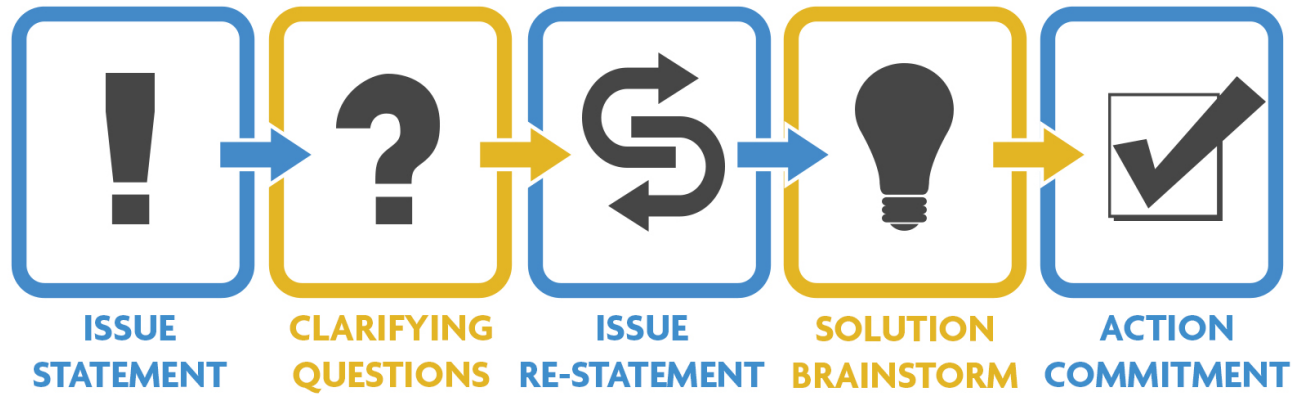 ISSUE
STATEMENT
CLARIFYING
QUESTIONS
ISSUE
RE-STATEMENT
SOLUTION
BRAINSTORM
ACTION
COMMITMENT